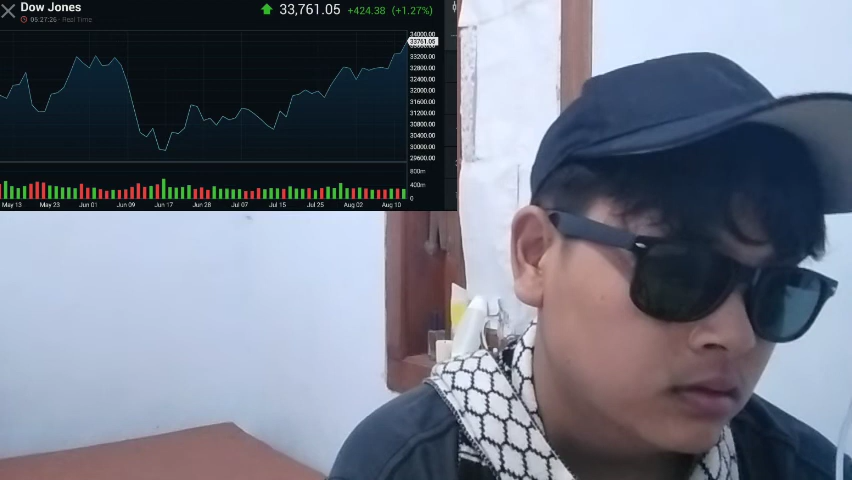 Dow Jones
05:27:26 · Real Time
33,761.05 +424.38 (+1.27%)
34000.00
33761.05
33200.00
32800.00
32400.00
32000.00
31600.00
31200.00
30800.00
30400.00
30000.00
29600.00
800m
400m
0
May 13 May 23 Jun 01 Jun 09 Jun 17 Jun 28 Jul 07 Jul 15 Jul 25 Aug 02 Aug 10